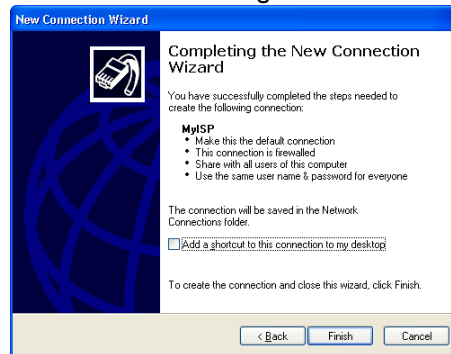 New Connection Wizard
Completing the New Connection
Wizard
You have successfully completed the steps needed to
create the following connection:
MyISP
• Make this the default connection
• This connection is firewalled
• Share with all users of this computer
• Use the same user name & password for everyone
The connection will be saved in the Network
Connections folder.
Add a shortcut to this connection to my desktop
To create the connection and close this wizard, click Finish.
< Back Finish Cancel